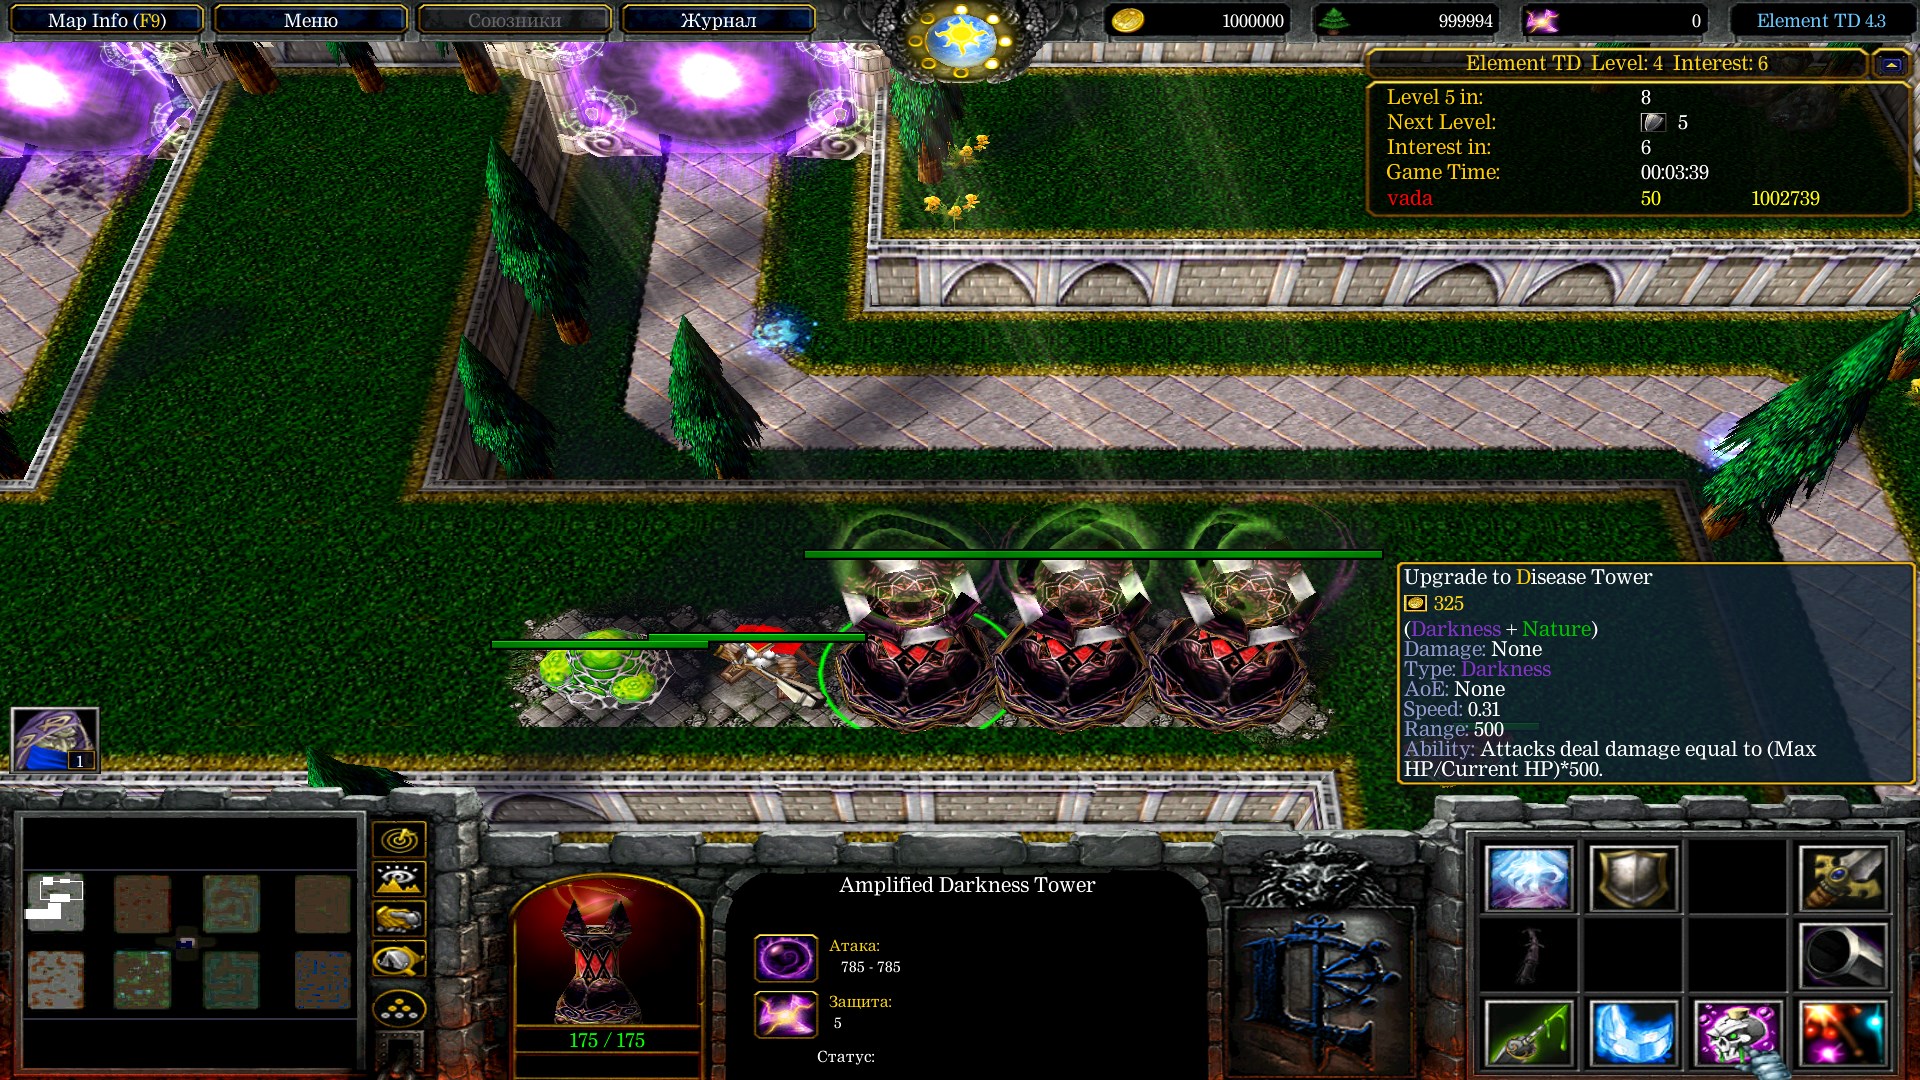 Map Info (F9)
Меню
Союзники
Журнал
1000000
999994
0
Element TD 4.3
Element TD Level: 4 Interest: 6
Level 5 in: 8
Next Level: 5
Interest in: 6
Game Time: 00:03:39
vada 50 1002739
Upgrade to Disease Tower
325
(Darkness + Nature)
Damage: None
Type: Darkness
AoE: None
Speed: 0.31
Range: 500
Ability: Attacks deal damage equal to (Max
HP/Current HP)*500.
1
175 / 175
Amplified Darkness Tower
Атака:
785 - 785
Защита:
5
Статус: